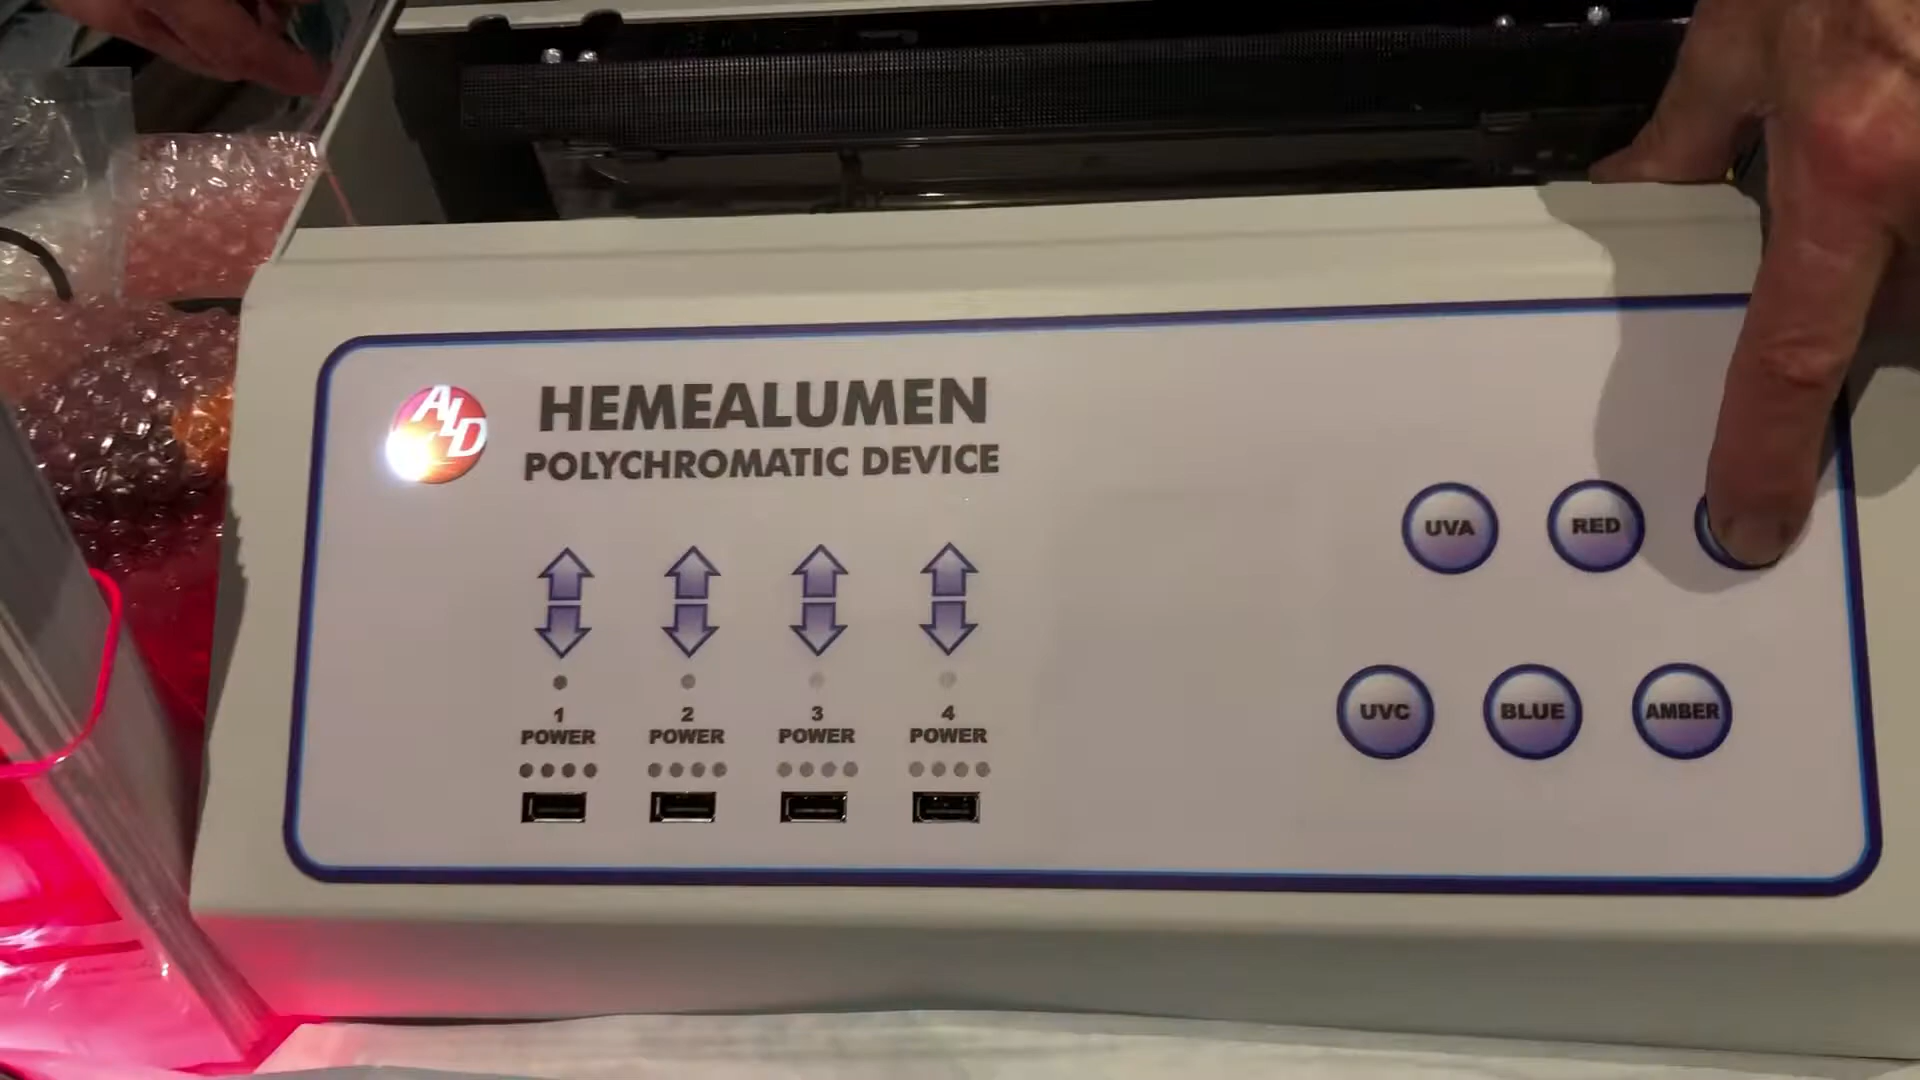 ALD
HEMEALUMEN
POLYCHROMATIC DEVICE
UVA RED
1 2 3 4
POWER POWER POWER POWER
UVC BLUE AMBER